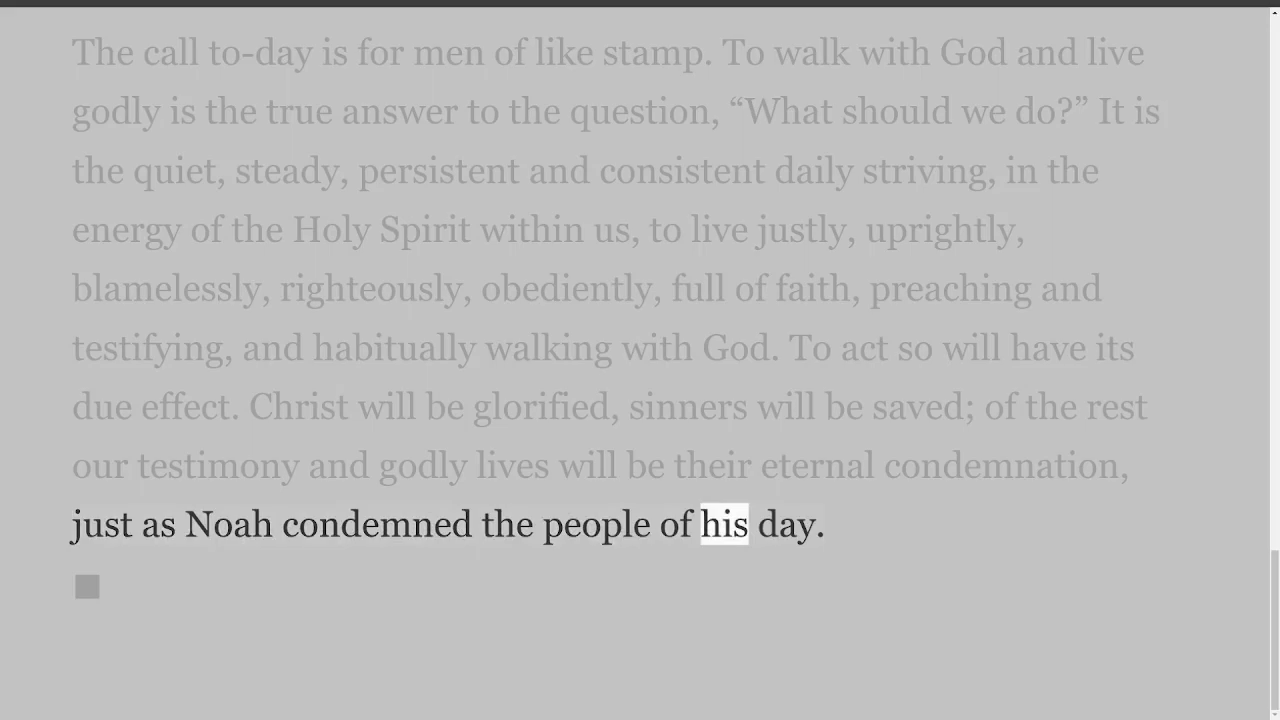 The call to-day is for men of like stamp. To walk with God and live
godly is the true answer to the question, “What should we do?” It is
the quiet, steady, persistent and consistent daily striving, in the
energy of the Holy Spirit within us, to live justly, uprightly,
blamelessly, righteously, obediently, full of faith, preaching and
testifying, and habitually walking with God. To act so will have its
due effect. Christ will be glorified, sinners will be saved; of the rest
our testimony and godly lives will be their eternal condemnation,
just as Noah condemned the people of his day.